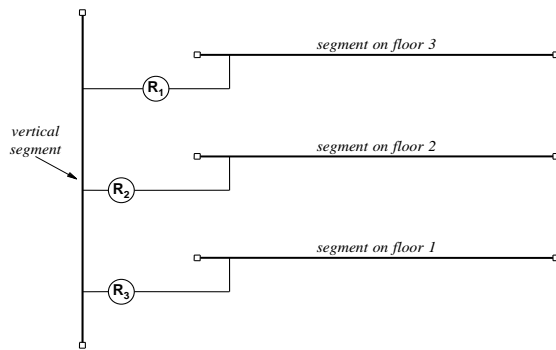 segment on floor 3
R1
vertical
segment
segment on floor 2
R2
segment on floor 1
R3